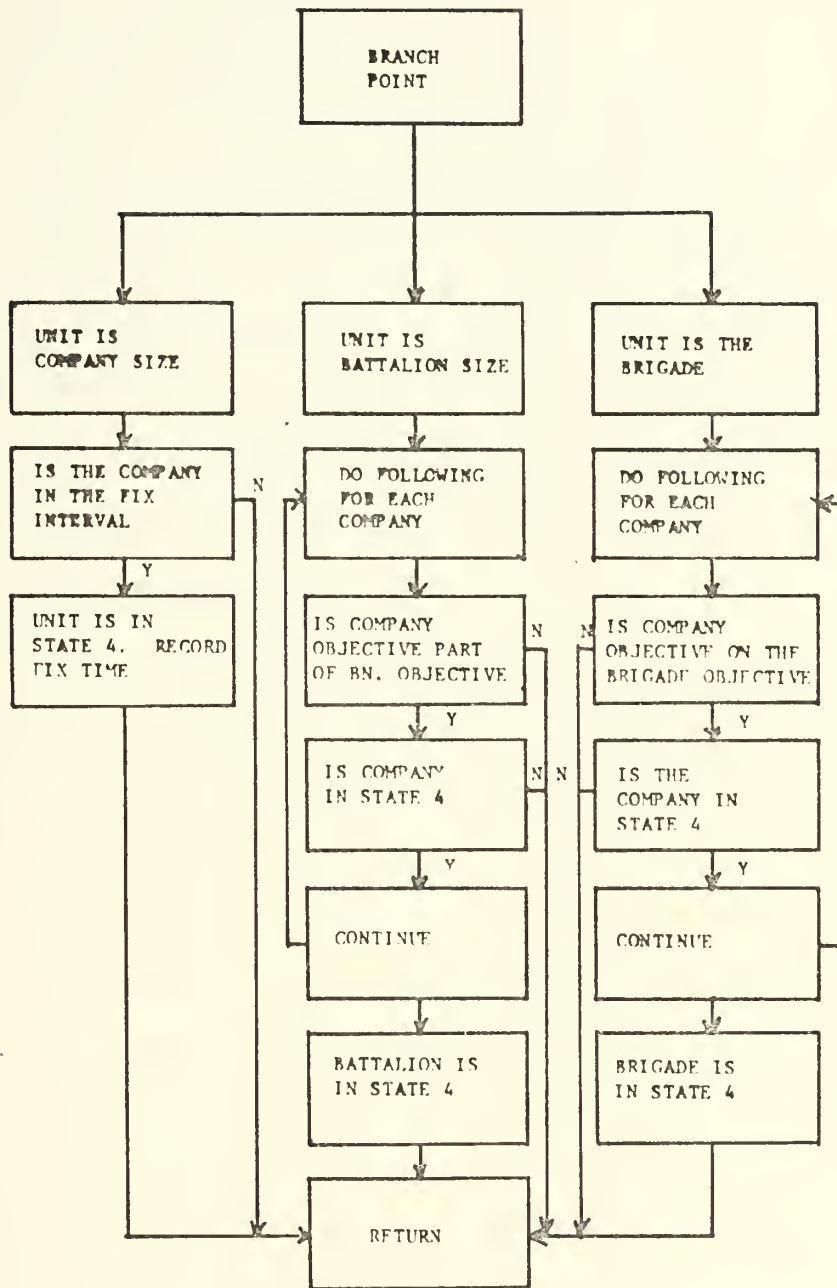 BRANCH
POINT
UNIT IS
COMPANY SIZE
UNIT IS
BATTALION SIZE
UNIT IS THE
BRIGADE
IS THE COMPANY
IN THE FIX
INTERVAL
N
Y
DO FOLLOWING
FOR EACH
COMPANY
DO FOLLOWING
FOR EACH
COMPANY
UNIT IS IN
STATE 4. RECORD
FIX TIME
IS COMPANY
OBJECTIVE PART
OF BN. OBJECTIVE
N
Y
N
IS COMPANY
OBJECTIVE ON THE
BRIGADE OBJECTIVE
Y
IS COMPANY
IN STATE 4
N
Y
N
IS THE
COMPANY IN
STATE 4
Y
CONTINUE
CONTINUE
BATTALION IS
IN STATE 4
BRIGADE IS
IN STATE 4
RETURN